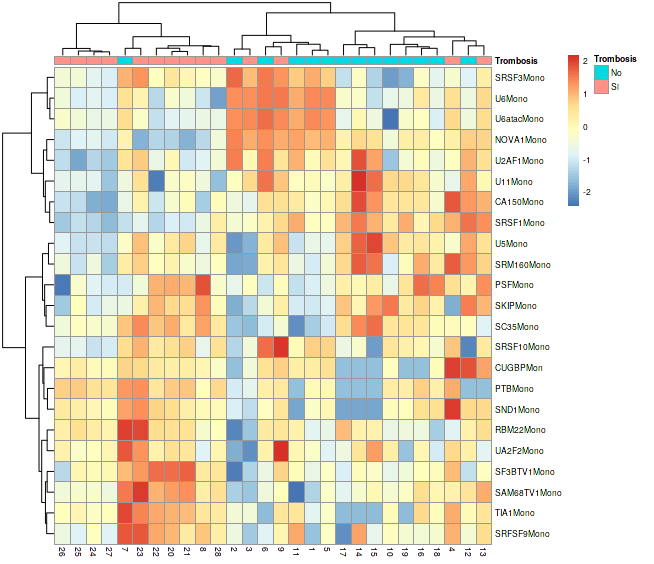 Trombosis
SRSF3Mono
U6Mono
U6atacMono
NOVA1Mono
U2AF1Mono
U11Mono
CA150Mono
SRSF1Mono
U5Mono
SRM160Mono
PSFMono
SKIPMono
SC35Mono
SRSF10Mono
CUGBPMon
PTBMono
SND1Mono
RBM22Mono
UA2F2Mono
SF3BTV1Mono
SAM68TV1Mono
TIA1Mono
SRFSF9Mono
26 25 24 27 7 23 22 20 21 8 28 2 3 6 9 11 1 5 17 14 15 10 19 16 18 4 12 13
2
1
0
-1
-2
Trombosis
No
SI